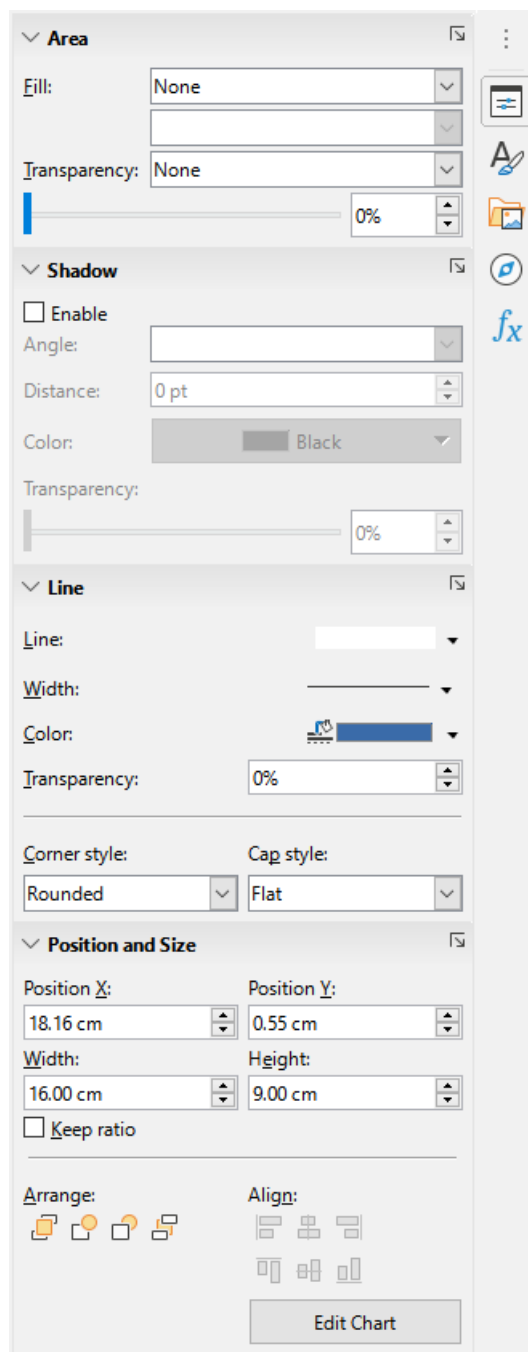 Area
Fill: None
Transparency: None
0%
Shadow
Enable
Angle:
Distance: 0 pt
Color: Black
Transparency:
0%
Line
Line:
Width:
Color:
Transparency: 0%
Corner style: Cap style:
Rounded Flat
Position and Size
Position X: Position Y:
18.16 cm 0.55 cm
Width: Height:
16.00 cm 9.00 cm
Keep ratio
Arrange: Align:
Edit Chart
fx